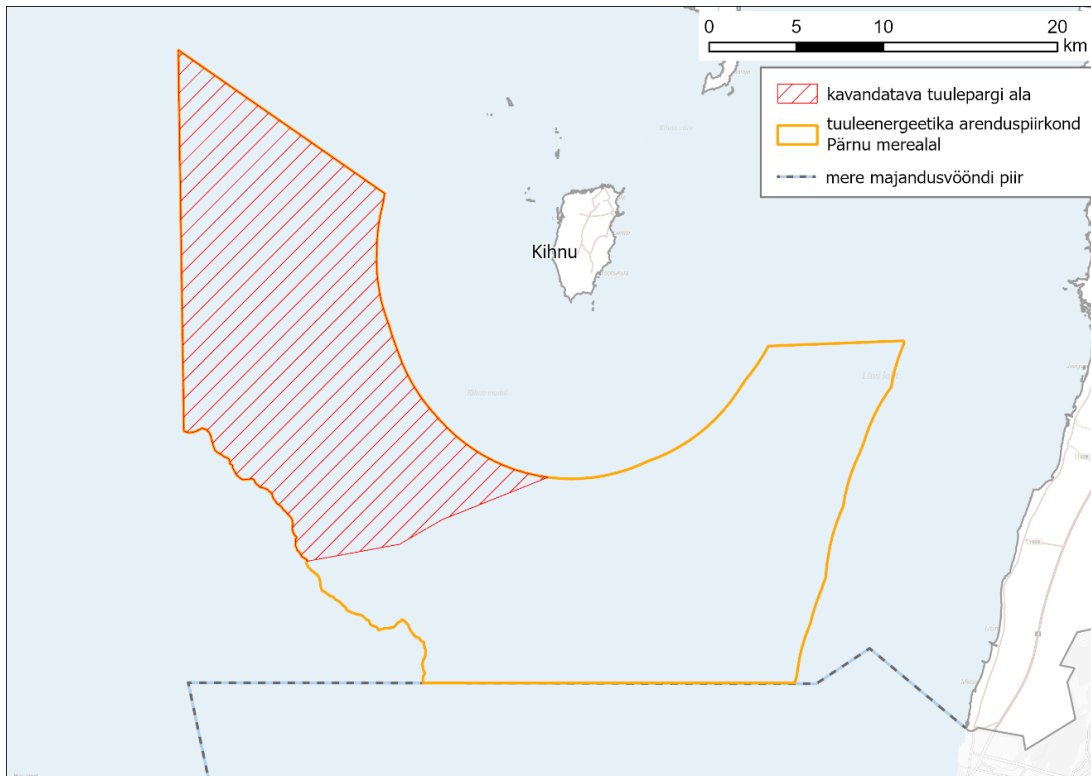 0 5 10 20
km
kavandatava tuulepargi ala
tuuleenergeetika arenduspiirkond
Pärnu merealal
mere majandusvööndi piir
Kihnu